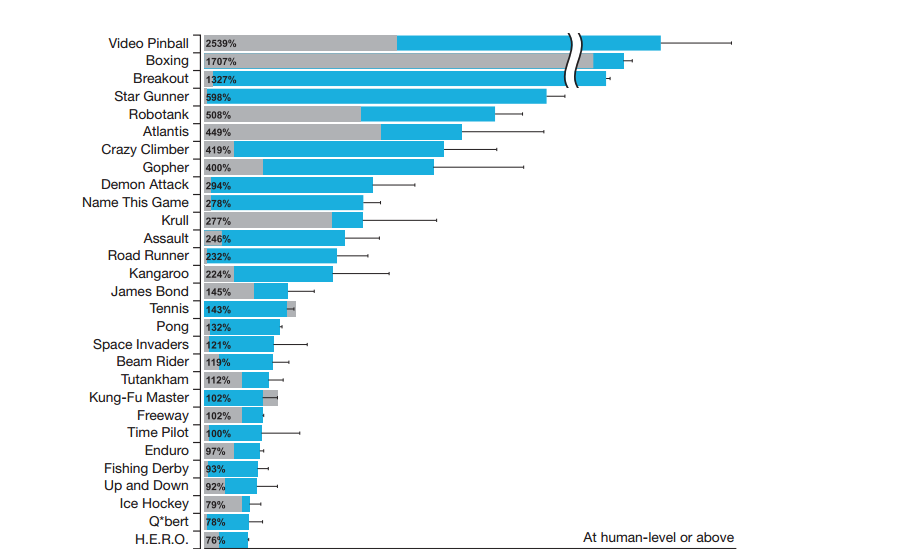 Video Pinball 2539%
Boxing 1707%
Breakout 1327%
Star Gunner 598%
Robotank 508%
Atlantis 449%
Crazy Climber 419%
Gopher 400%
Demon Attack 294%
Name This Game 278%
Krull 277%
Assault 246%
Road Runner 232%
Kangaroo 224%
James Bond 145%
Tennis 143%
Pong 132%
Space Invaders 121%
Beam Rider 119%
Tutankham 112%
Kung-Fu Master 102%
Freeway 102%
Time Pilot 100%
Enduro 97%
Fishing Derby 93%
Up and Down 92%
Ice Hockey 79%
Q*bert 78%
H.E.R.O. 76%
At human-level or above